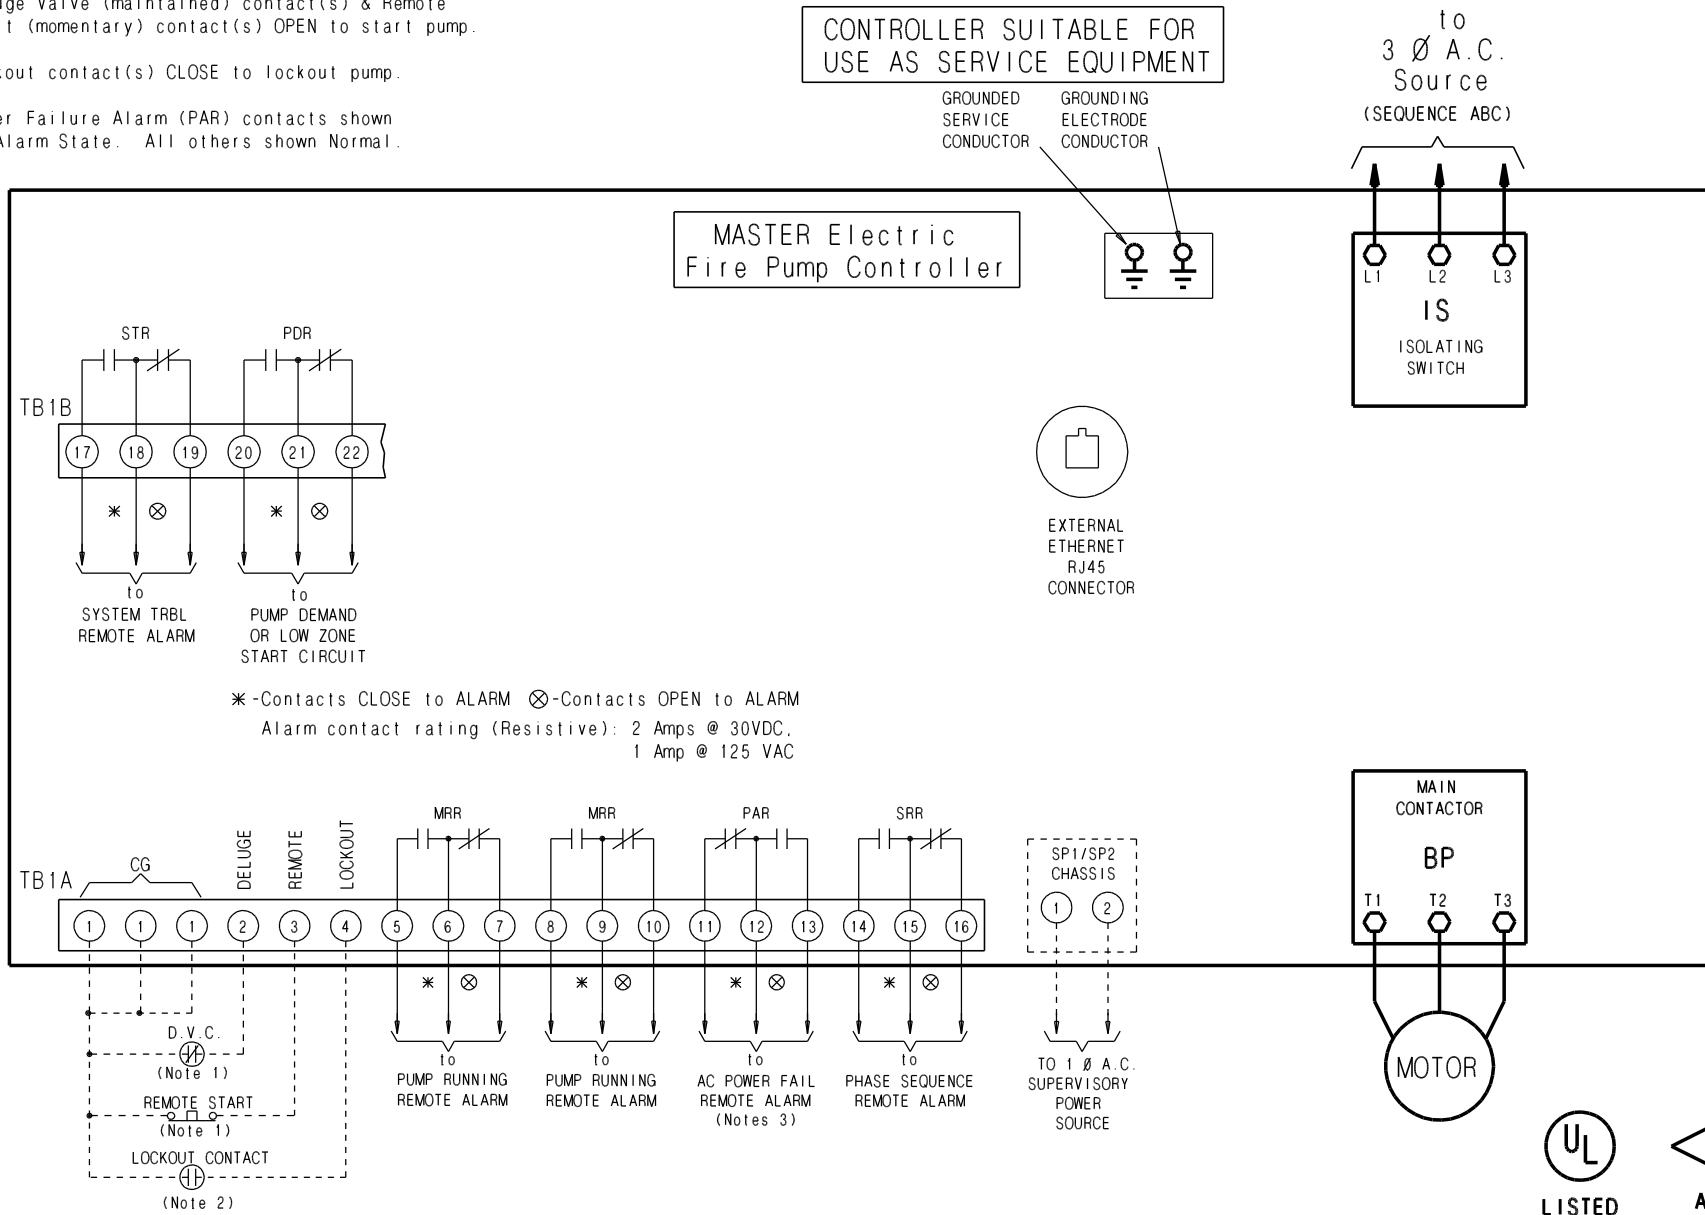 (maintained) contact(s) & Remote
(momentary) contact(s) OPEN to start pump.
contact(s) CLOSE to lockout pump.
Failure Alarm (PAR) contacts shown
Alarm State. All others shown Normal.
CONTROLLER SUITABLE FOR
USE AS SERVICE EQUIPMENT
GROUNDED
SERVICE
CONDUCTOR
GROUNDING
ELECTRODE
CONDUCTOR
to
3 Ø A.C.
Source
(SEQUENCE ABC)
MASTER Electric
Fire Pump Controller
L1 L2 L3
IS
ISOLATING
SWITCH
STR PDR
TB1B
17 18 19 20 21 22
to
SYSTEM TRBL
REMOTE ALARM
to
PUMP DEMAND
OR LOW ZONE
START CIRCUIT
EXTERNAL
ETHERNET
RJ45
CONNECTOR
* -Contacts CLOSE to ALARM ⊗-Contacts OPEN to ALARM
Alarm contact rating (Resistive): 2 Amps @ 30VDC,
1 Amp @ 125 VAC
TB1A
CG
DELUGE
REMOTE
LOCKOUT
MRR MRR PAR SRR
1 1 1 2 3 4 5 6 7 8 9 10 11 12 13 14 15 16
SP1/SP2
CHASSIS
1 2
MAIN
CONTACTOR
BP
T1 T2 T3
D.V.C.
(Note 1)
REMOTE START
(Note 1)
LOCKOUT CONTACT
(Note 2)
to
PUMP RUNNING
REMOTE ALARM
to
PUMP RUNNING
REMOTE ALARM
to
AC POWER FAIL
REMOTE ALARM
(Notes 3)
to
PHASE SEQUENCE
REMOTE ALARM
TO 1 Ø A.C.
SUPERVISORY
POWER
SOURCE
MOTOR
UL
LISTED